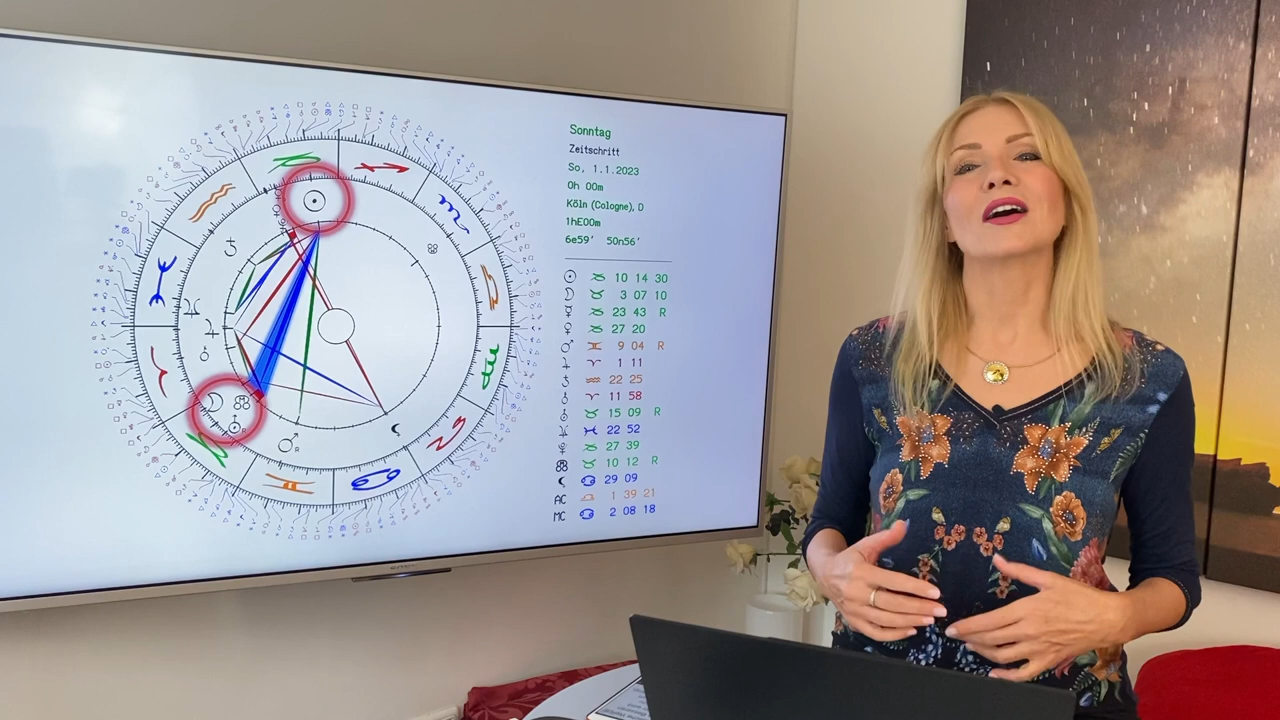 Sonntag
Zeitschritt
So, 1.1.2023
0h 00m
Köln (Cologne), D
1hE00m
6e59' 50n56'
☉ ♑ 10 14 30
☽ ♉ 3 07 10
☿ ♑ 23 43 R
♀ ♑ 27 20
♂ ♊ 9 04 R
♃ ♈ 1 11
♄ ♒ 22 25
♅ ♈ 11 58
♅ ♉ 15 09 R
♆ ♓ 22 52
♇ ♑ 27 39
☊ ♉ 10 12 R
⚸ ♋ 29 09
AC ♎ 1 39 21
MC ♋ 2 08 18